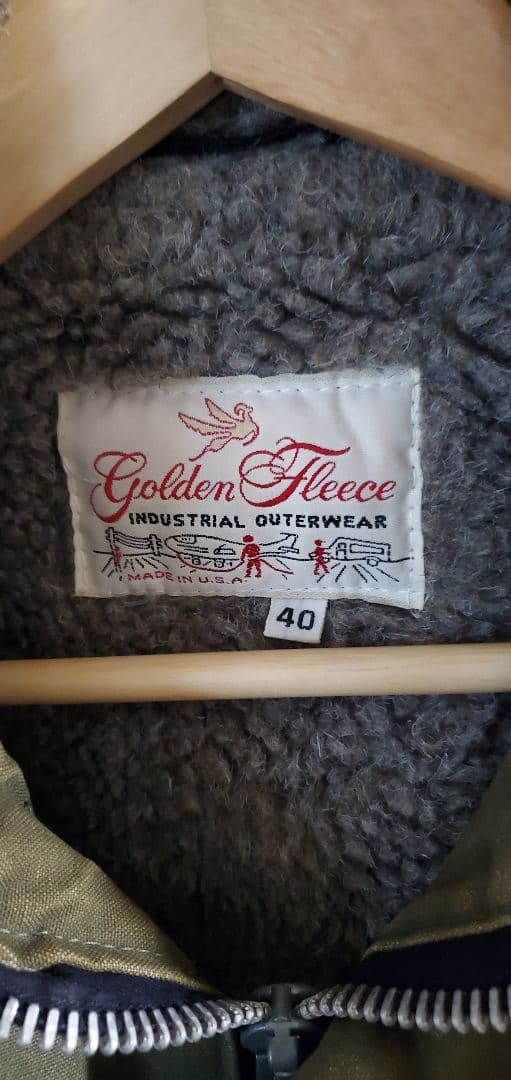 Golden Fleece
INDUSTRIAL OUTERWEAR
MADE IN U.S.A.
40